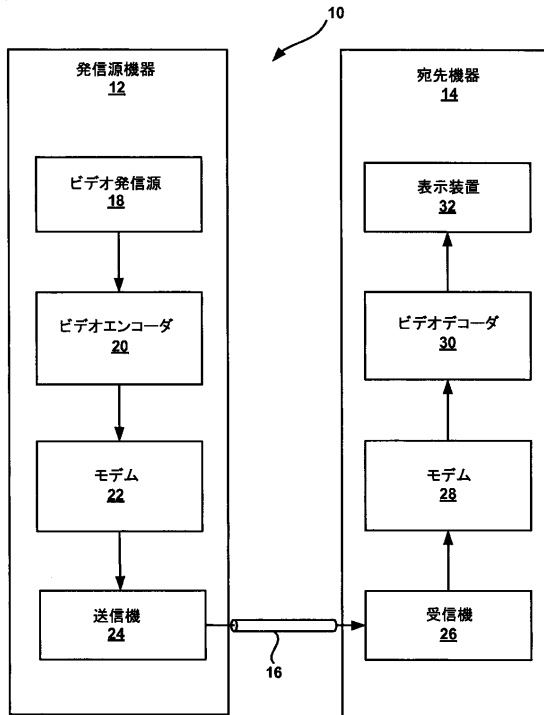 10
発信源機器
12
ビデオ発信源
18
ビデオエンコーダ
20
モデム
22
送信機
24
16
宛先機器
14
表示装置
32
ビデオデコーダ
30
モデム
28
受信機
26